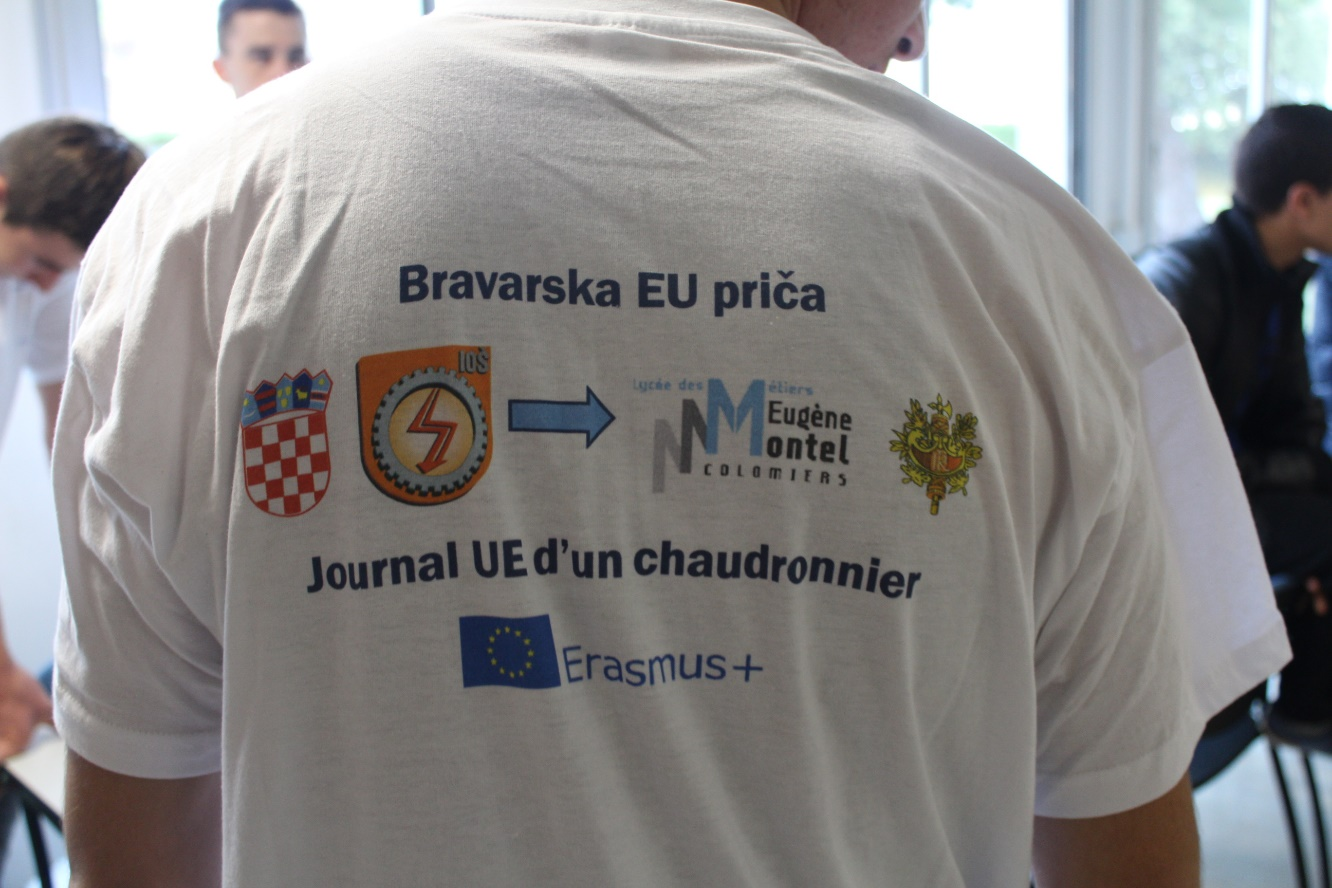 Bravarska EU priča
IOŠ
Lycée des Métiers
Eugène
Montel
COLOMIERS
Journal UE d'un chaudronnier
Erasmus+